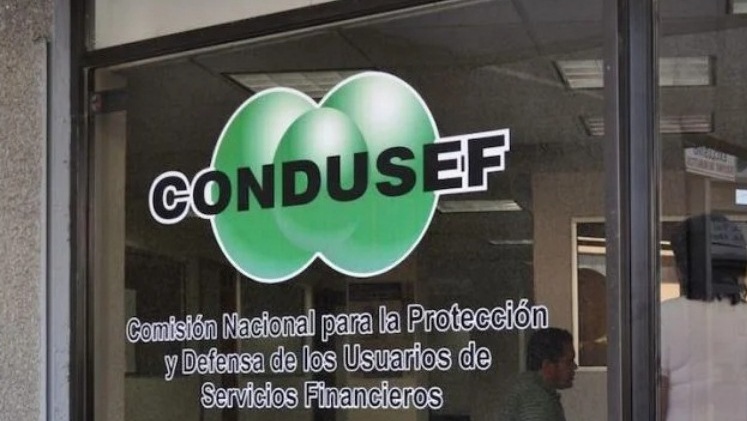 CONDUSEF
Comisión Nacional para la Protección
y Defensa de los Usuarios de
Servicios Financieros